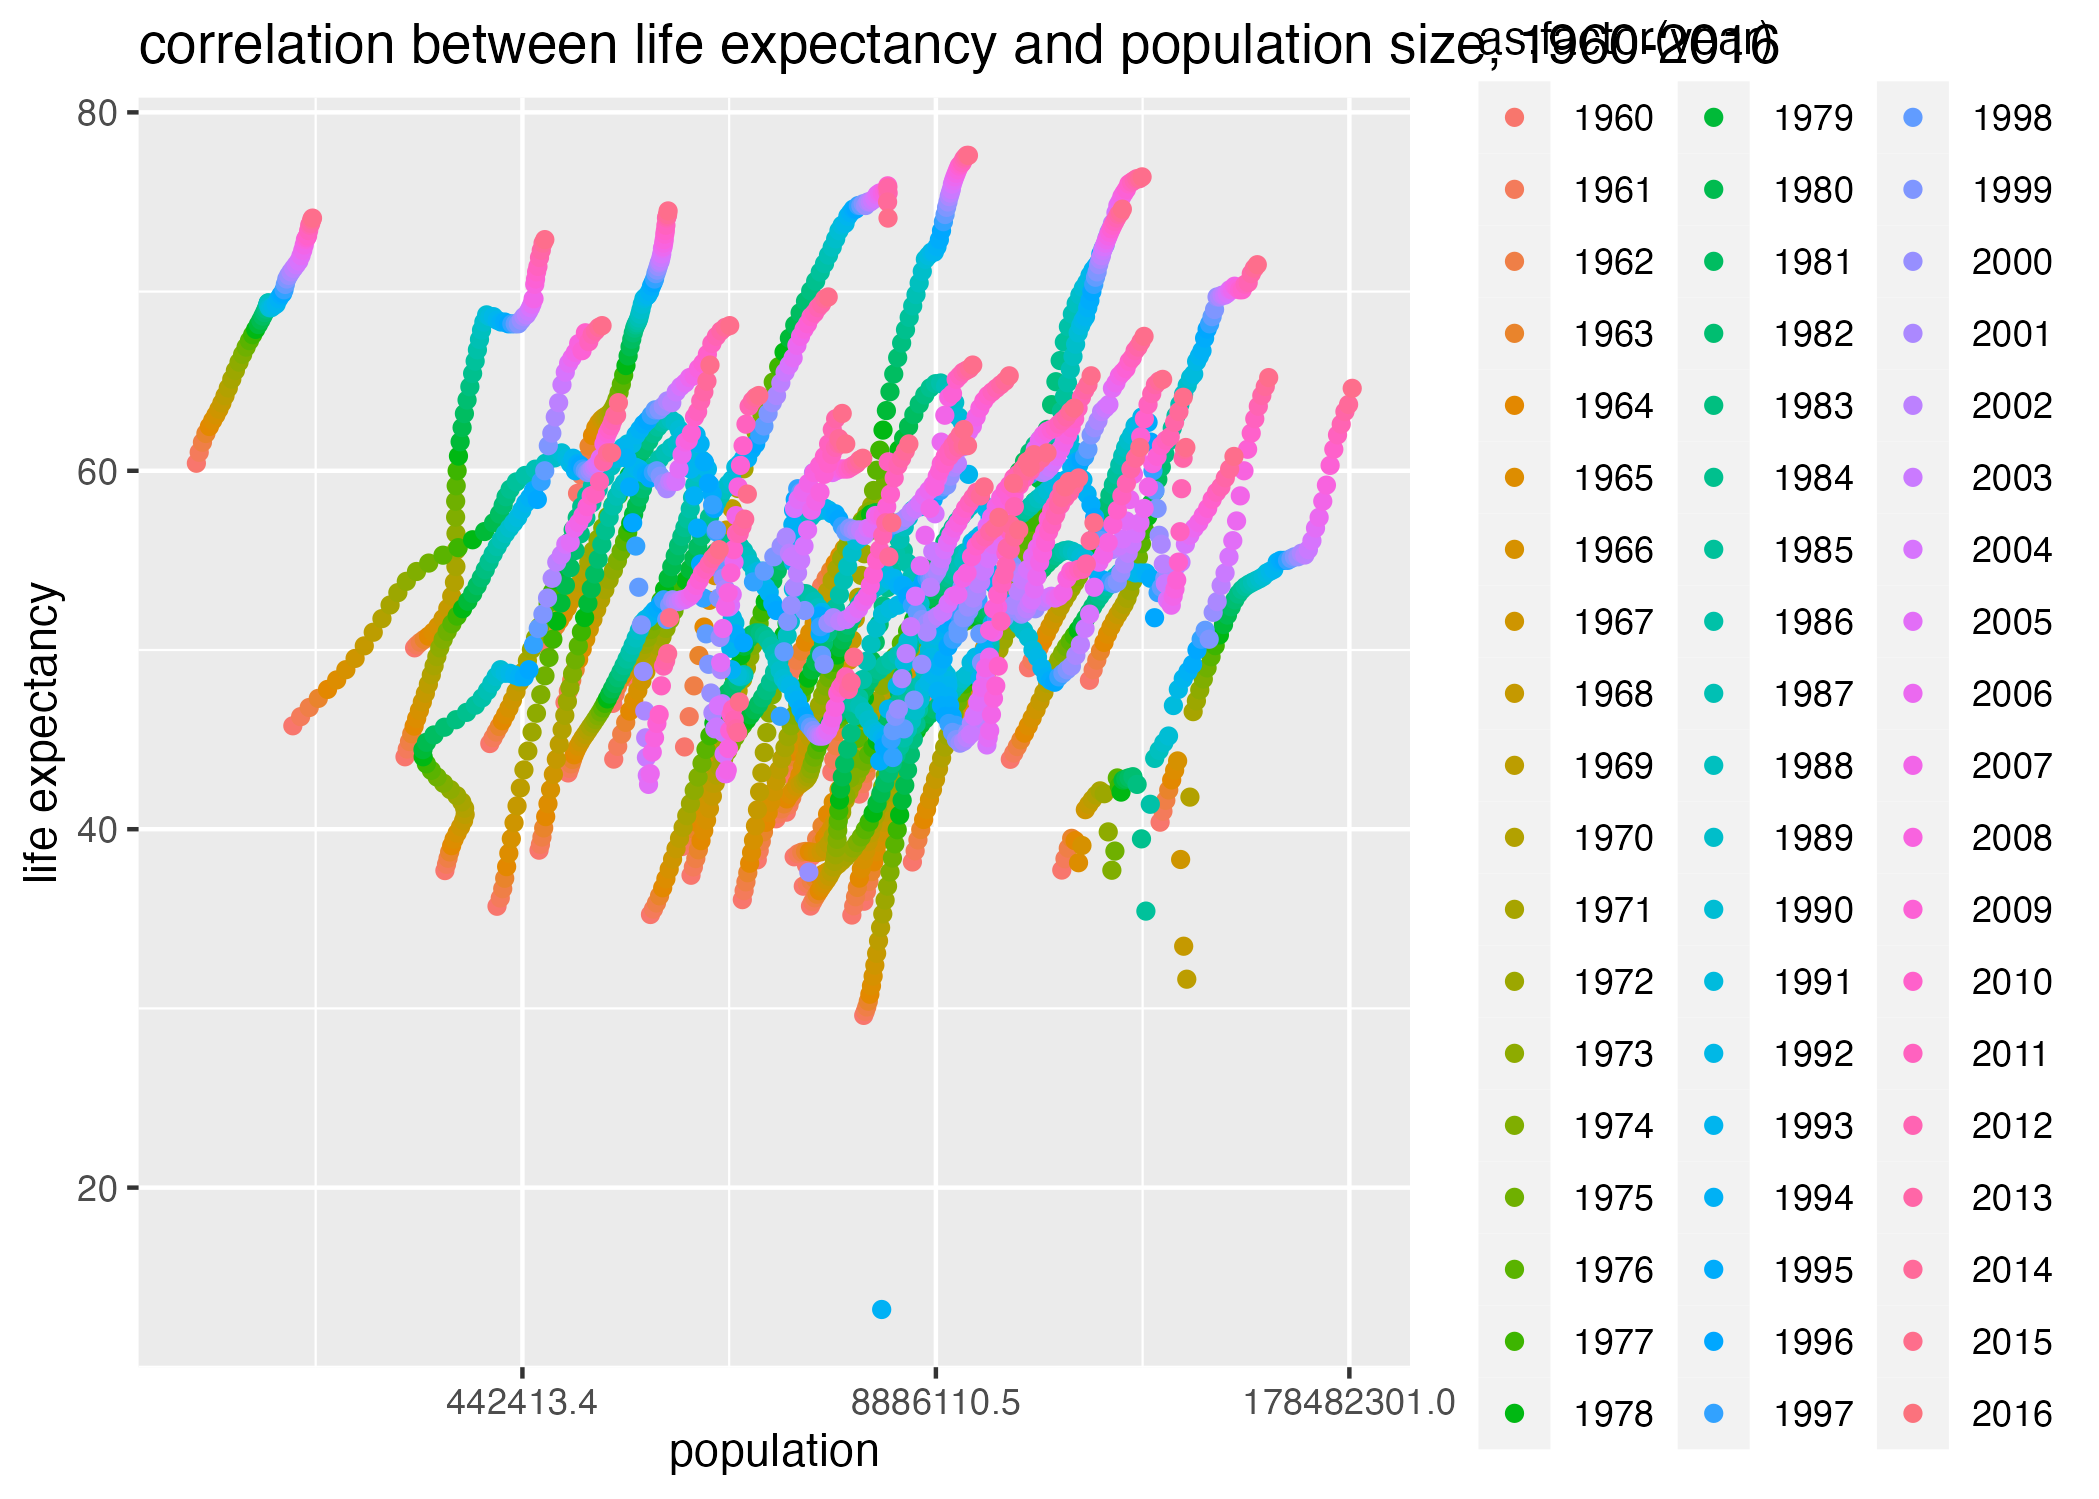 correlation between life expectancy and population size, 1960-2016
as.factor(year)
80
60
40
20
life expectancy
442413.4 8886110.5 178482301.0
population
1960 1979 1998
1961 1980 1999
1962 1981 2000
1963 1982 2001
1964 1983 2002
1965 1984 2003
1966 1985 2004
1967 1986 2005
1968 1987 2006
1969 1988 2007
1970 1989 2008
1971 1990 2009
1972 1991 2010
1973 1992 2011
1974 1993 2012
1975 1994 2013
1976 1995 2014
1977 1996 2015
1978 1997 2016